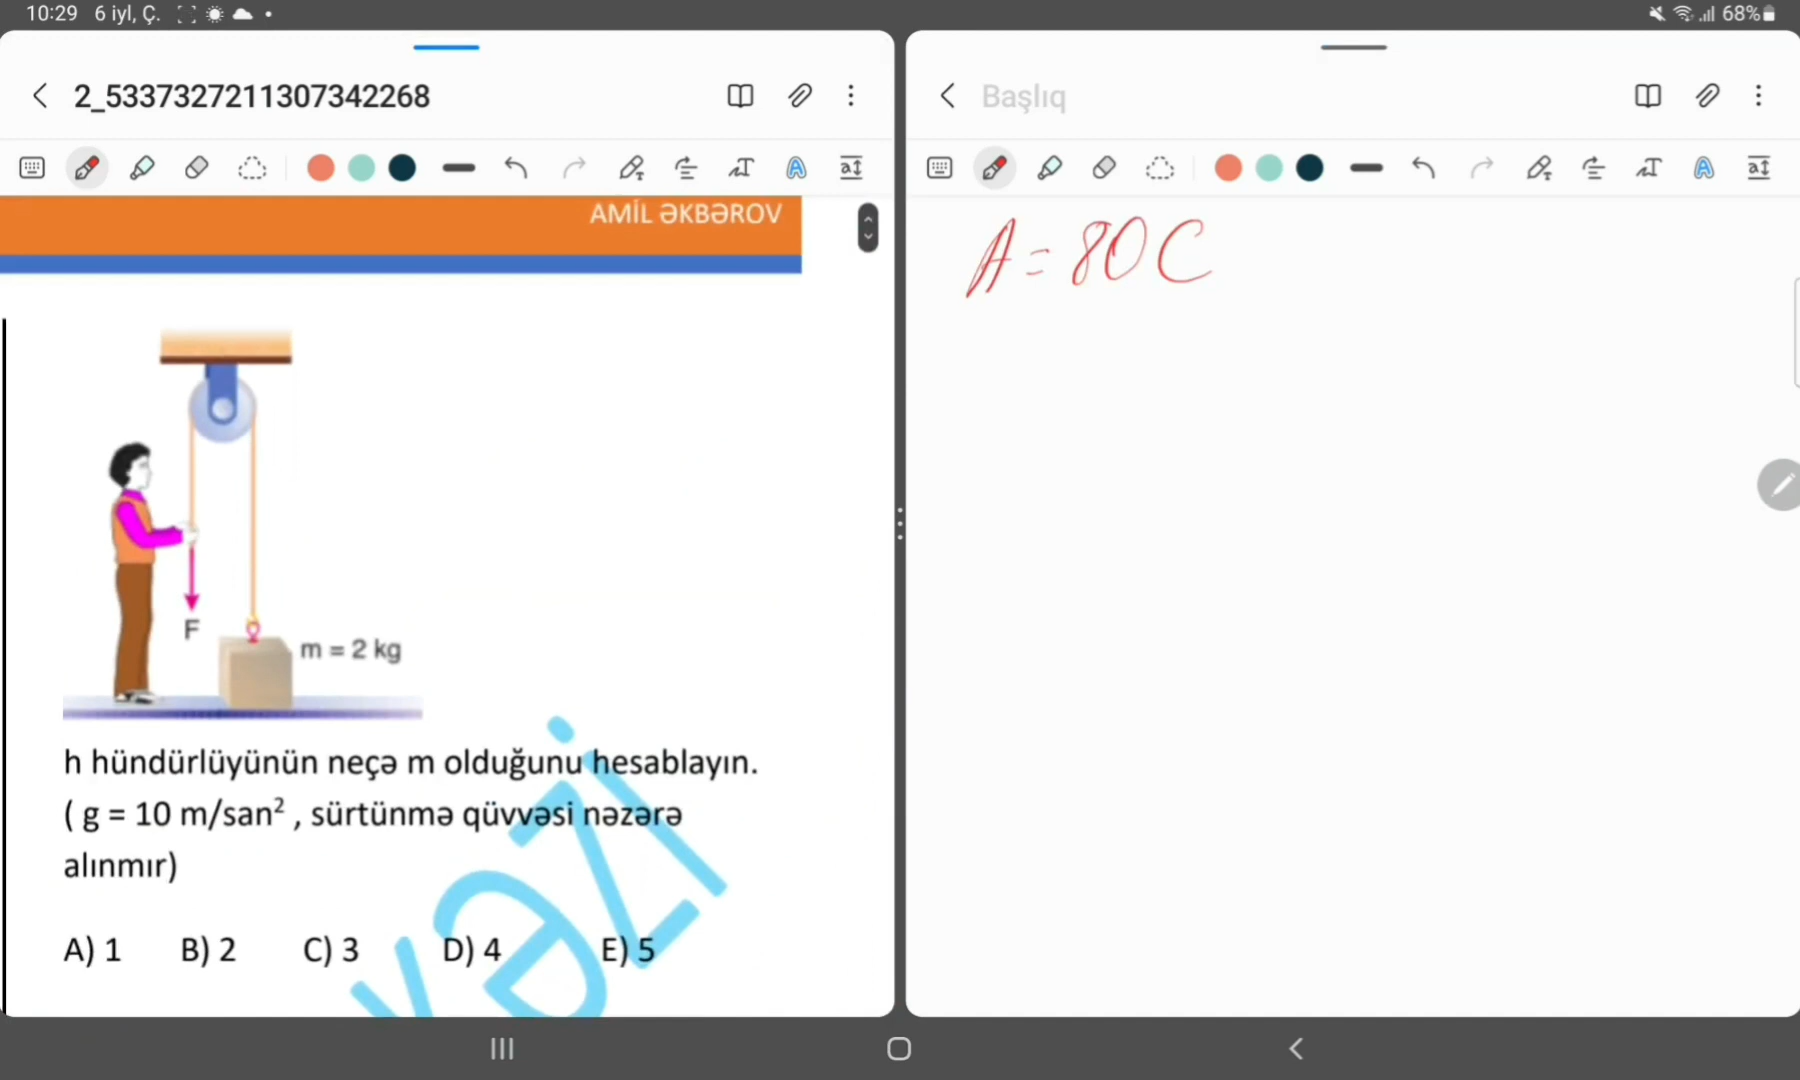 10:29 6 iyl, Ç. 68%
2_5337327211307342268
Başlıq
AMİL ƏKBƏROV
F
m = 2 kg
h hündürlüyünün neçə m olduğunu hesablayın.
( g = 10 m/san² , sürtünmə qüvvəsi nəzərə
alınmır)
A) 1 B) 2 C) 3 D) 4 E) 5
A = 80 C